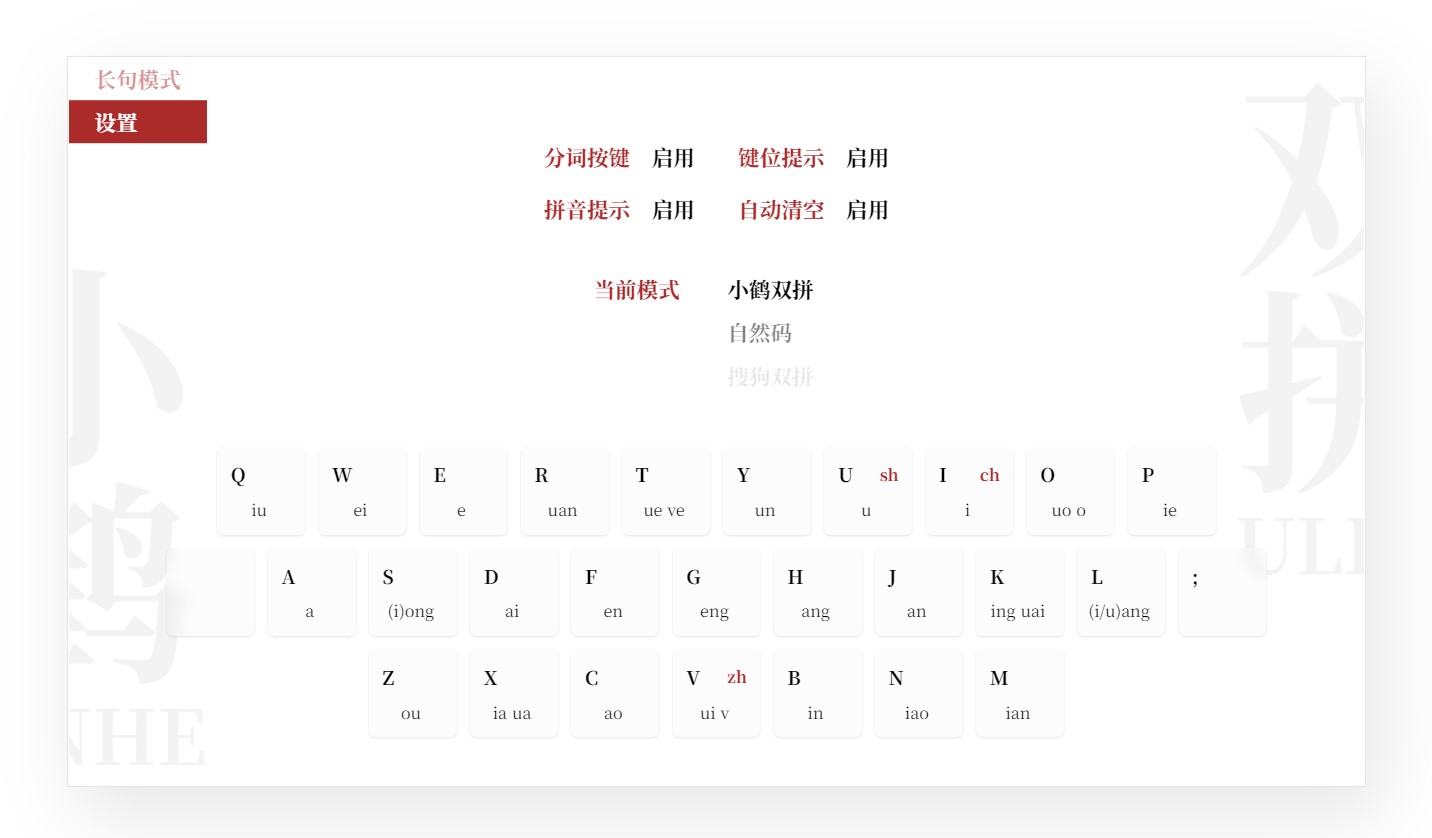 长句模式
设置
分词按键 启用 键位提示 启用
拼音提示 启用 自动清空 启用
当前模式 小鹤双拼
自然码
搜狗双拼
Q W E R T Y U sh I ch O P
iu ei e uan ue ve un u i uo o ie
A S D F G H J K L ;
a (i)ong ai en eng ang an ing uai (i/u)ang
Z X C V zh B N M
ou ia ua ao ui v in iao ian
小鹤
NHE
双拼
ULI